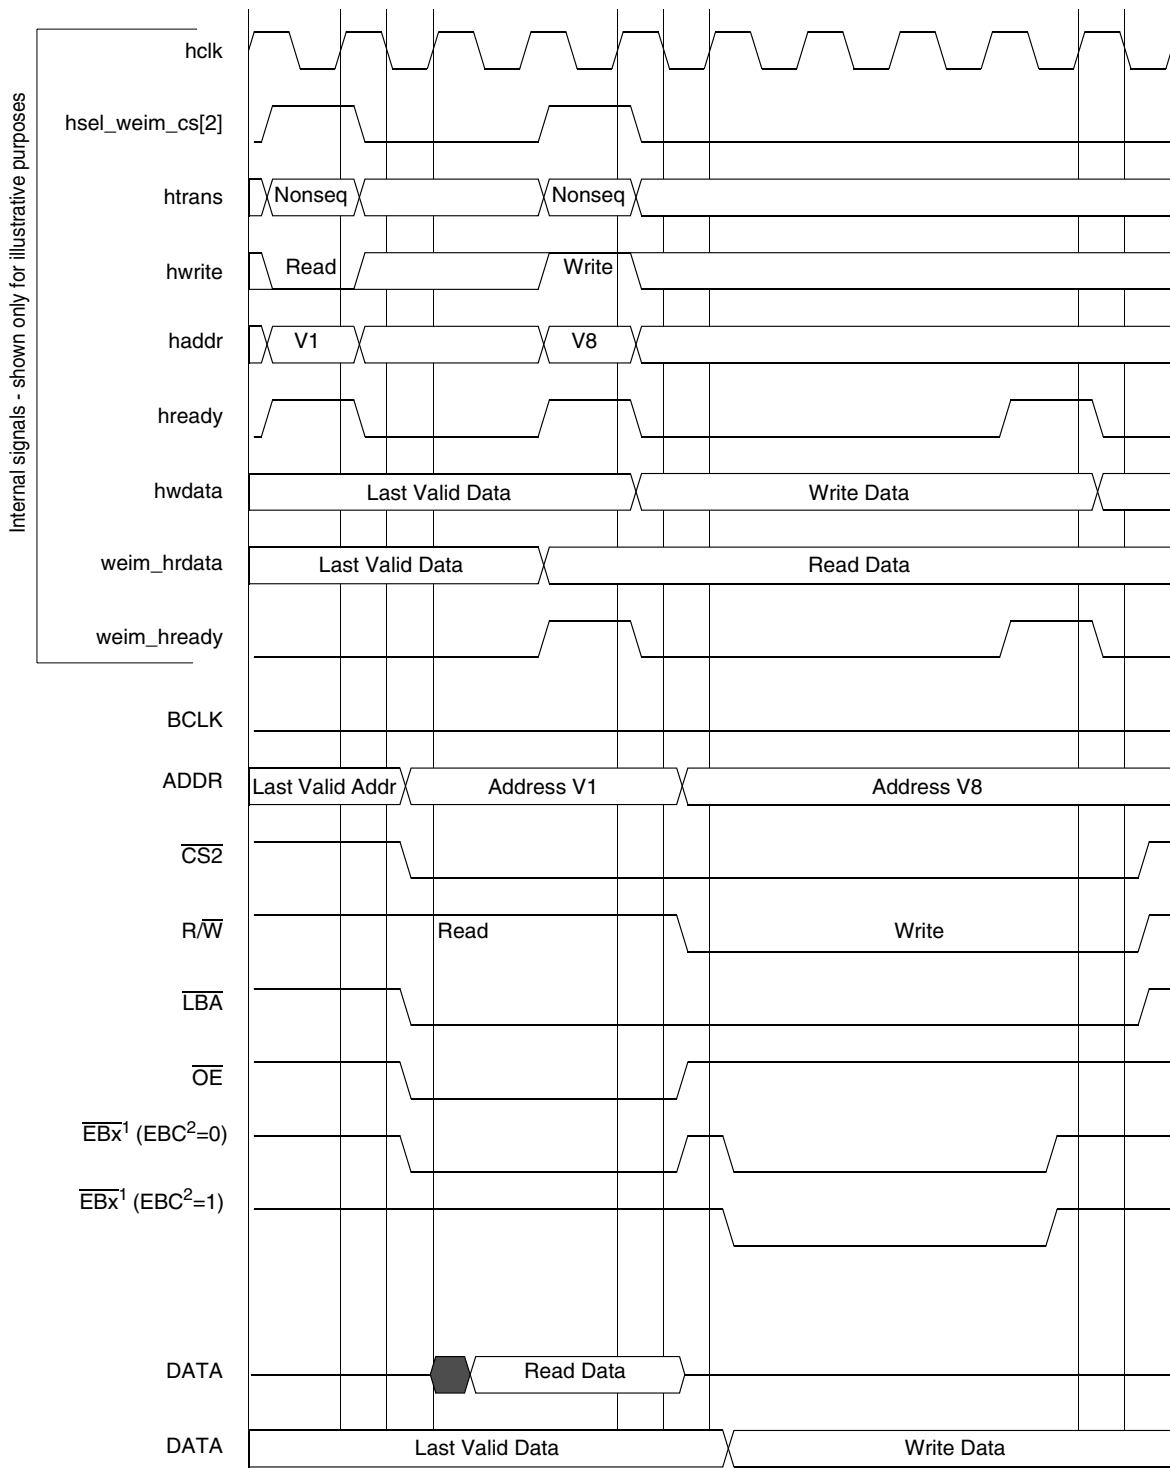 Internal signals - shown only for illustrative purposes
hclk
hsel_weim_cs[2]
htrans Nonseq Nonseq
hwrite Read Write
haddr V1 V8
hready
hwdata Last Valid Data Write Data
weim_hrdata Last Valid Data Read Data
weim_hready
BCLK
ADDR Last Valid Addr Address V1 Address V8
CS2
R/W Read Write
LBA
OE
EBx1 (EBC2=0)
EBx1 (EBC2=1)
DATA Read Data
DATA Last Valid Data Write Data